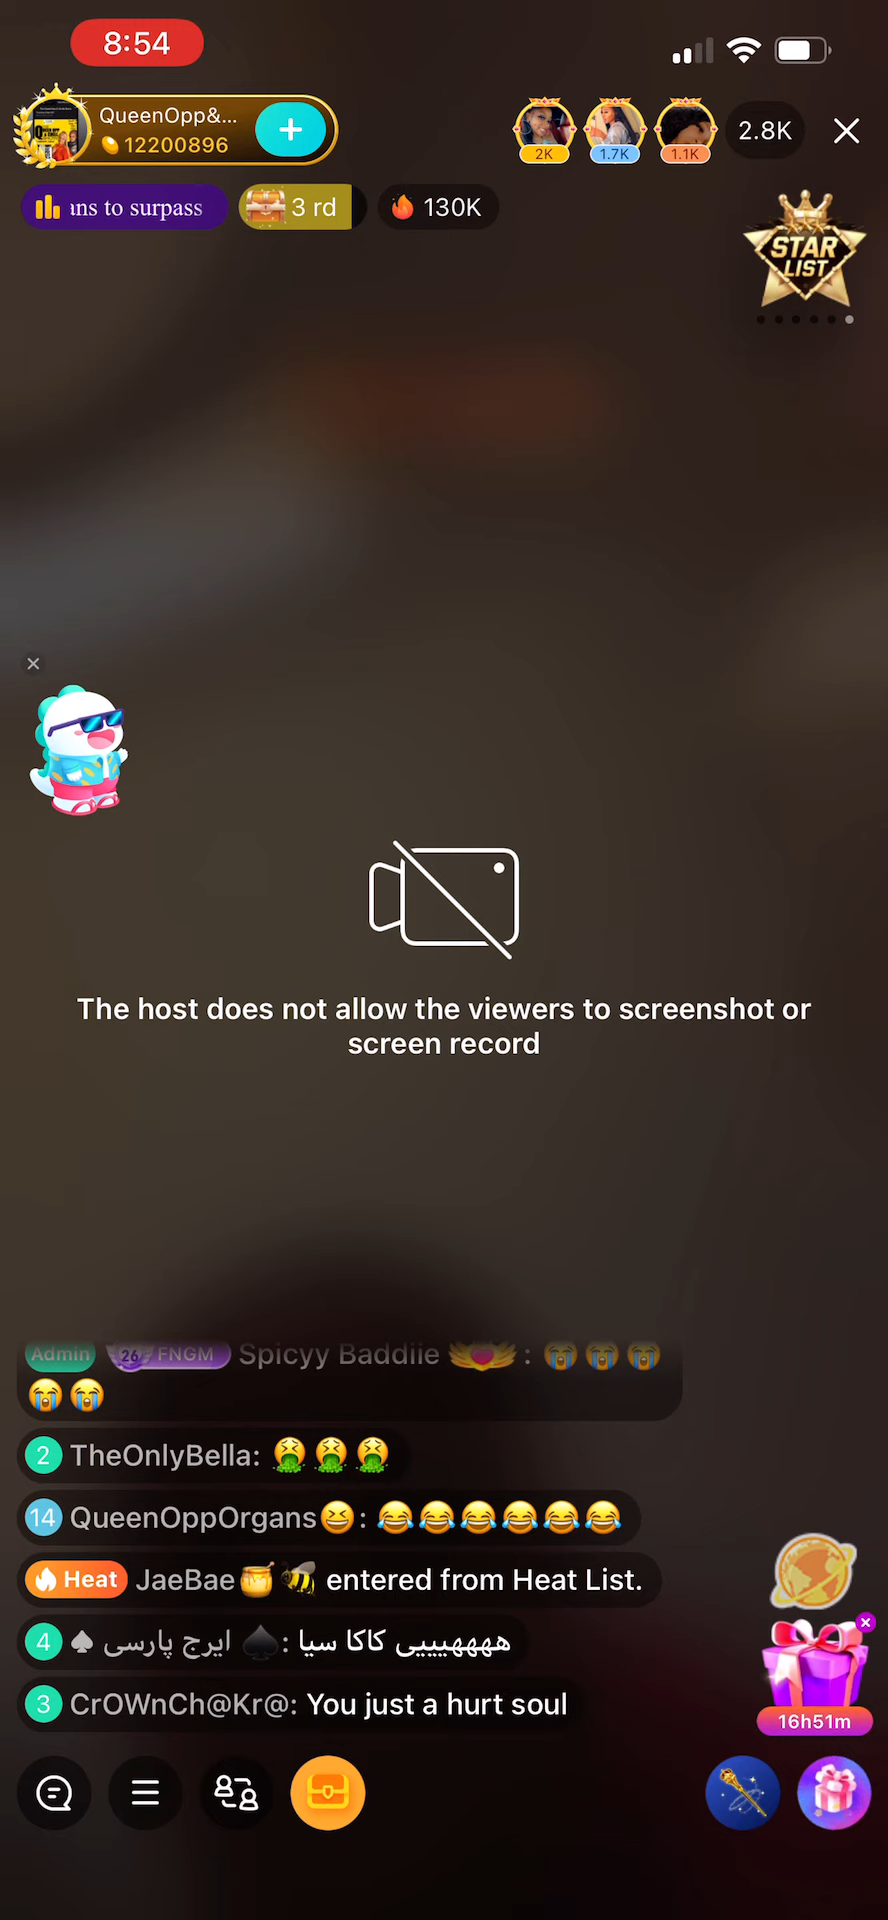 8:54
QueenOpp&...
12200896
2K
1.7K
1.1K
2.8K
ans to surpass
3 rd
130K
STAR
LIST
The host does not allow the viewers to screenshot or
screen record
Admin 26 FNGM Spicyy Baddiie : 😭 😭 😭
😭 😭
2 TheOnlyBella: 🤮 🤮 🤮
14 QueenOppOrgans😆: 😂😂😂😂😂😂
Heat JaeBae🍯🐝 entered from Heat List.
4 ♠ ایرج پارسی ♠: هههههیییی کاکا سیا
3 CrOWnCh@Kr@: You just a hurt soul
16h51m